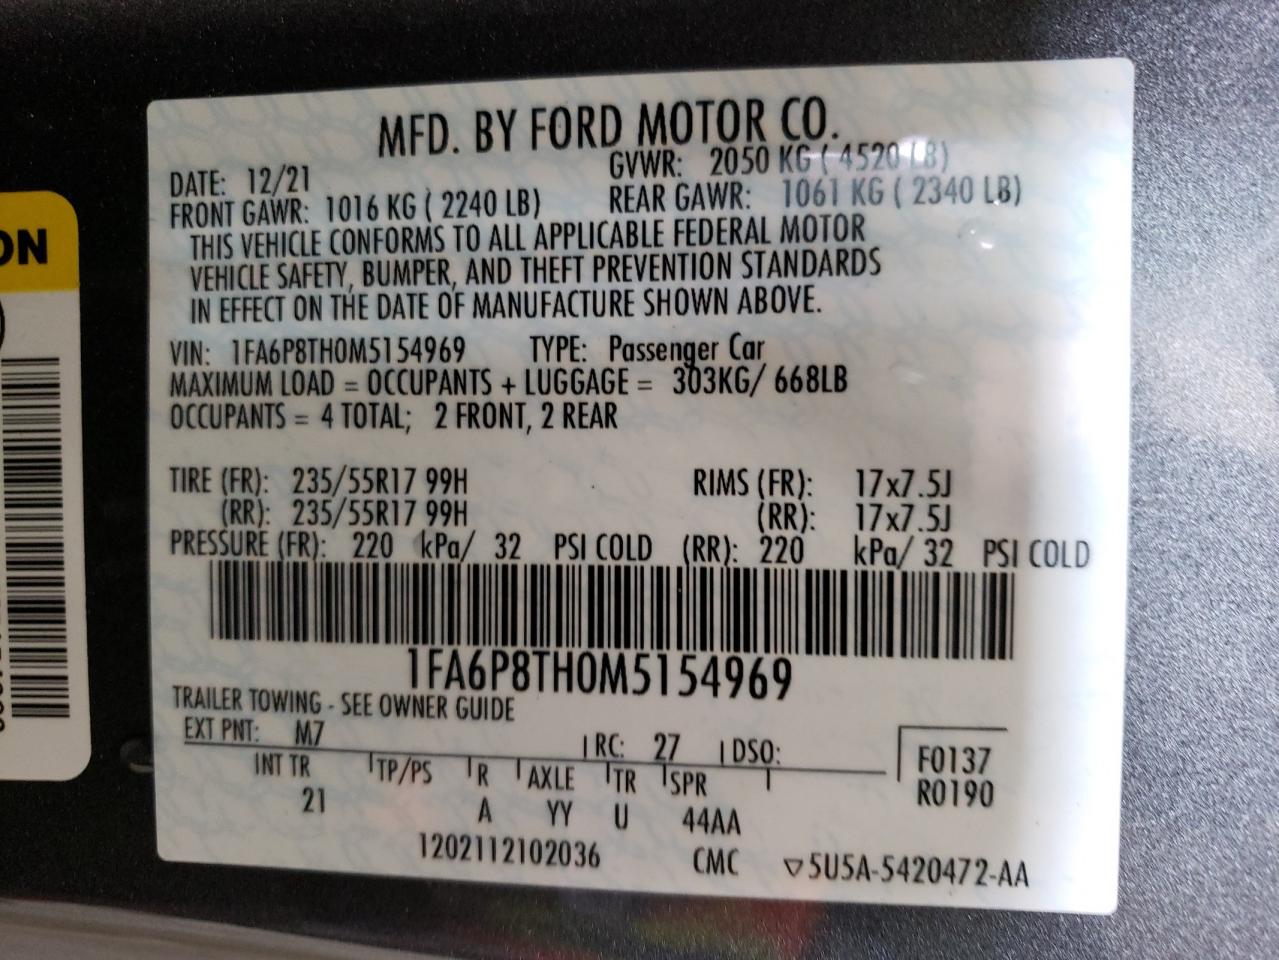 MFD. BY FORD MOTOR CO.
DATE: 12/21 GVWR: 2050 KG ( 4520 LB)
FRONT GAWR: 1016 KG ( 2240 LB) REAR GAWR: 1061 KG ( 2340 LB)
THIS VEHICLE CONFORMS TO ALL APPLICABLE FEDERAL MOTOR
VEHICLE SAFETY, BUMPER, AND THEFT PREVENTION STANDARDS
IN EFFECT ON THE DATE OF MANUFACTURE SHOWN ABOVE.
VIN: 1FA6P8TH0M5154969 TYPE: Passenger Car
MAXIMUM LOAD = OCCUPANTS + LUGGAGE = 303KG/ 668LB
OCCUPANTS = 4 TOTAL; 2 FRONT, 2 REAR
TIRE (FR): 235/55R17 99H RIMS (FR): 17x7.5J
(RR): 235/55R17 99H (RR): 17x7.5J
PRESSURE (FR): 220 kPa/ 32 PSI COLD (RR): 220 kPa/ 32 PSI COLD
1FA6P8TH0M5154969
TRAILER TOWING - SEE OWNER GUIDE
EXT PNT: M7 RC: 27 DSO:
INT TR TP/PS R AXLE TR SPR F0137
21 A YY U 44AA R0190
1202112102036 CMC ▽5U5A-5420472-AA
ON